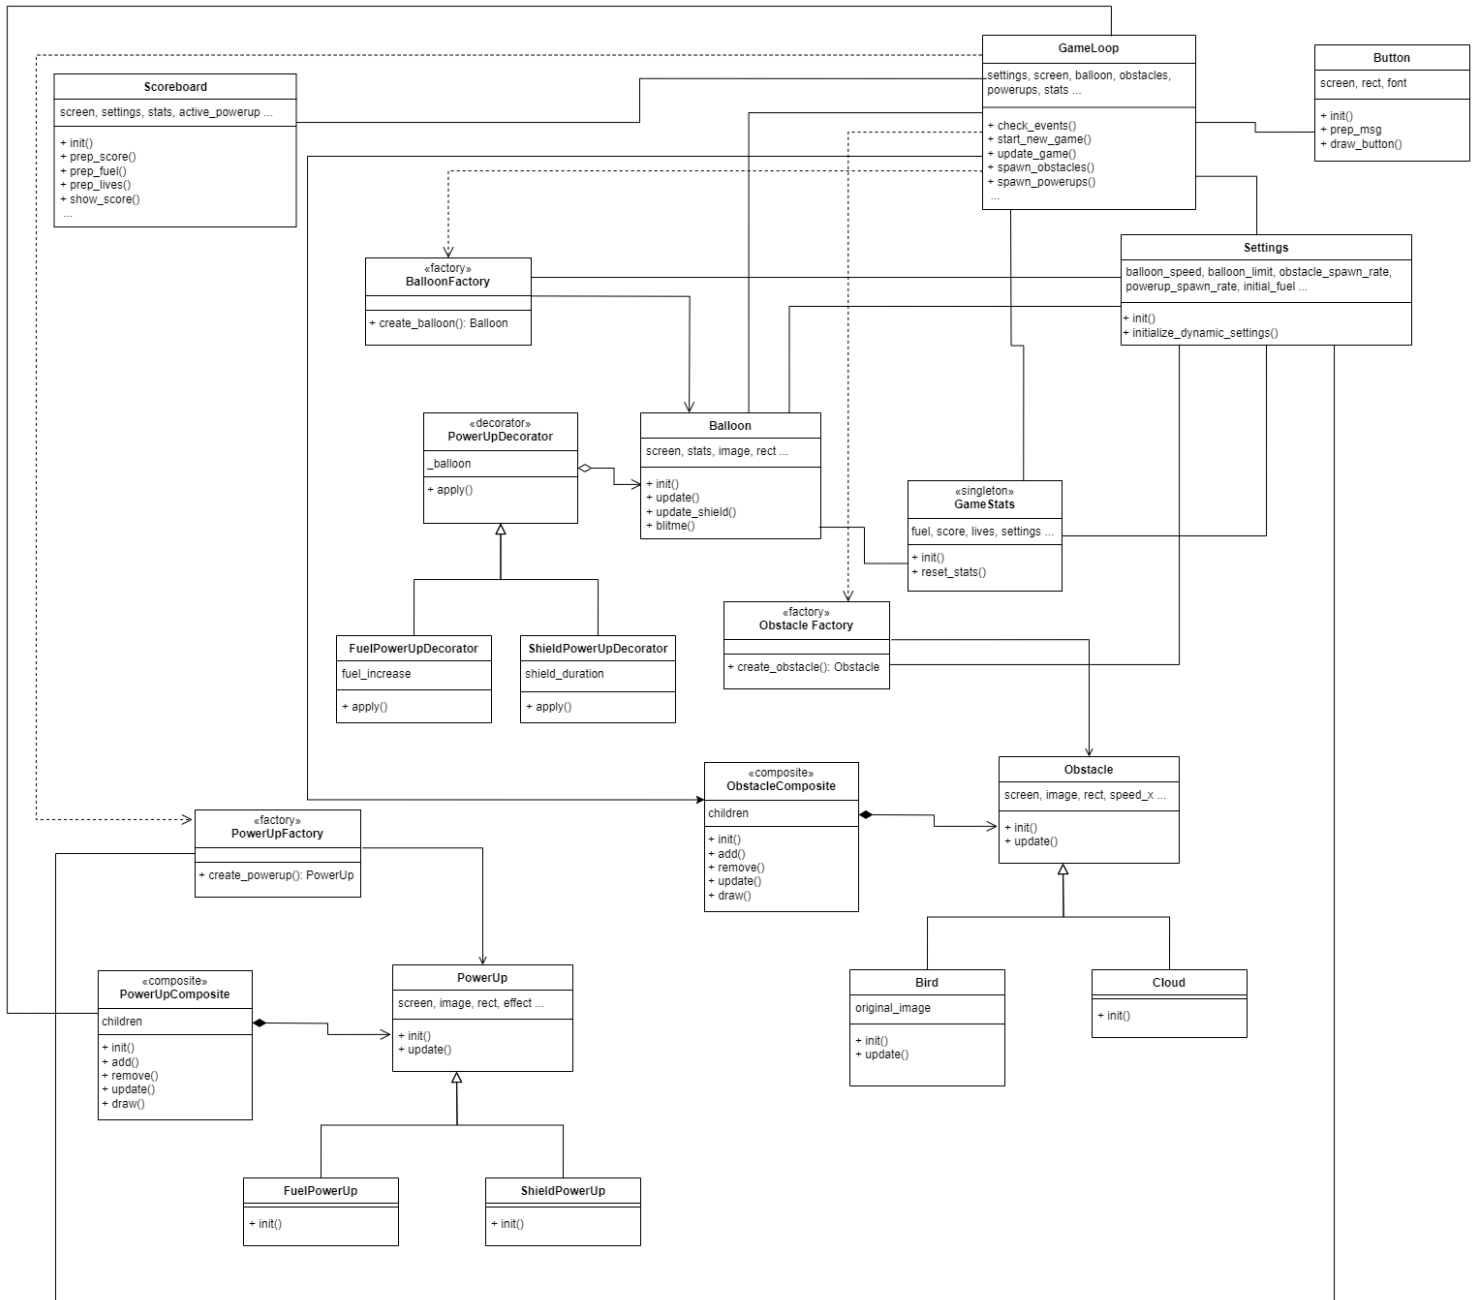 GameLoop
settings, screen, balloon, obstacles,
powerups, stats ...
+ check_events()
+ start_new_game()
+ update_game()
+ spawn_obstacles()
+ spawn_powerups()
...
Button
screen, rect, font
+ init()
+ prep_msg
+ draw_button()
Scoreboard
screen, settings, stats, active_powerup ...
+ init()
+ prep_score()
+ prep_fuel()
+ prep_lives()
+ show_score()
...
Settings
balloon_speed, balloon_limit, obstacle_spawn_rate,
powerup_spawn_rate, initial_fuel ...
+ init()
+ initialize_dynamic_settings()
«factory»
BalloonFactory
+ create_balloon(): Balloon
«decorator»
PowerUpDecorator
_balloon
+ apply()
Balloon
screen, stats, image, rect ...
+ init()
+ update()
+ update_shield()
+ blitme()
«singleton»
GameStats
fuel, score, lives, settings ...
+ init()
+ reset_stats()
«factory»
Obstacle Factory
+ create_obstacle(): Obstacle
FuelPowerUpDecorator
fuel_increase
+ apply()
ShieldPowerUpDecorator
shield_duration
+ apply()
«composite»
ObstacleComposite
children
+ init()
+ add()
+ remove()
+ update()
+ draw()
Obstacle
screen, image, rect, speed_x ...
+ init()
+ update()
«factory»
PowerUpFactory
+ create_powerup(): PowerUp
«composite»
PowerUpComposite
children
+ init()
+ add()
+ remove()
+ update()
+ draw()
PowerUp
screen, image, rect, effect ...
+ init()
+ update()
Bird
original_image
+ init()
+ update()
Cloud
+ init()
FuelPowerUp
+ init()
ShieldPowerUp
+ init()